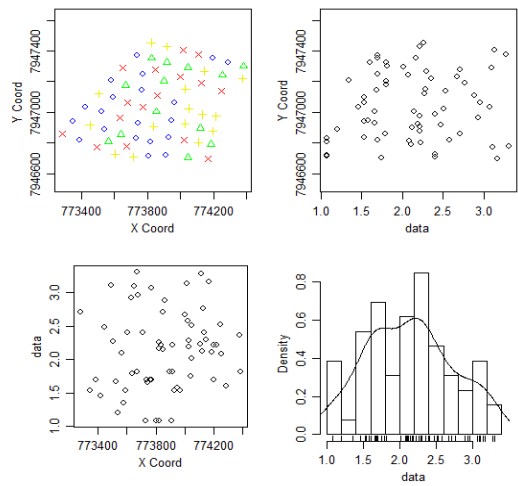 7947400
7947000
7946600
Y Coord
773400 773800 774200
X Coord
7947400
7947000
7946600
Y Coord
1.0 1.5 2.0 2.5 3.0
data
3.0
2.5
2.0
1.5
1.0
data
773400 773800 774200
X Coord
0.8
0.6
0.4
0.2
0.0
Density
1.0 1.5 2.0 2.5 3.0
data